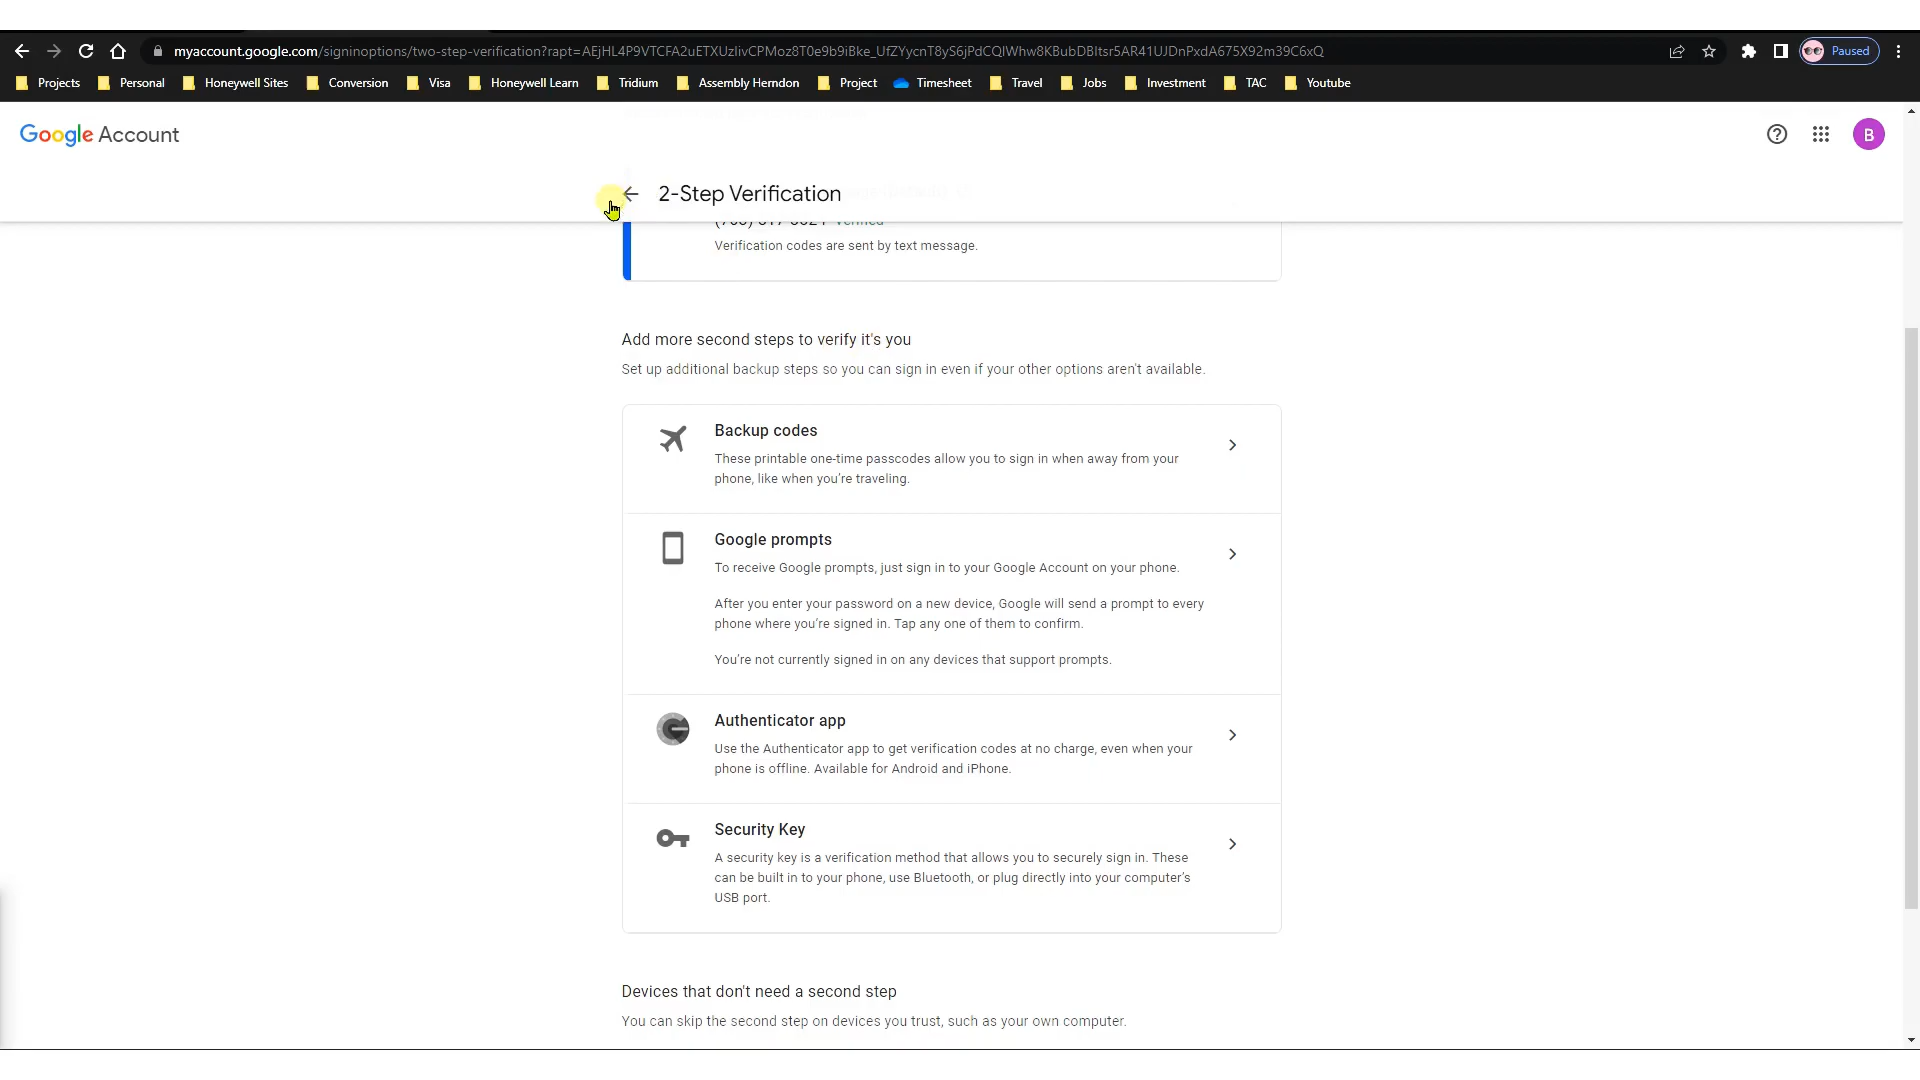 myaccount.google.com/signinoptions/two-step-verification?rapt=AEjHL4P9VTCFA2uETXUzIivCPMoz8T0e9b9iBke_UfZYycnT8yS6jPdCQIWhw8KBubDBItsr5AR41UJDnPxdA675X92m39C6xQ
Paused
Projects Personal Honeywell Sites Conversion Visa Honeywell Learn Tridium Assembly Herndon Project Timesheet Travel Jobs Investment TAC Youtube
Google Account
B
2-Step Verification
Verified
Verification codes are sent by text message.
Add more second steps to verify it's you
Set up additional backup steps so you can sign in even if your other options aren't available.
Backup codes
These printable one-time passcodes allow you to sign in when away from your
phone, like when you're traveling.
Google prompts
To receive Google prompts, just sign in to your Google Account on your phone.
After you enter your password on a new device, Google will send a prompt to every
phone where you're signed in. Tap any one of them to confirm.
You're not currently signed in on any devices that support prompts.
Authenticator app
Use the Authenticator app to get verification codes at no charge, even when your
phone is offline. Available for Android and iPhone.
Security Key
A security key is a verification method that allows you to securely sign in. These
can be built in to your phone, use Bluetooth, or plug directly into your computer's
USB port.
Devices that don't need a second step
You can skip the second step on devices you trust, such as your own computer.